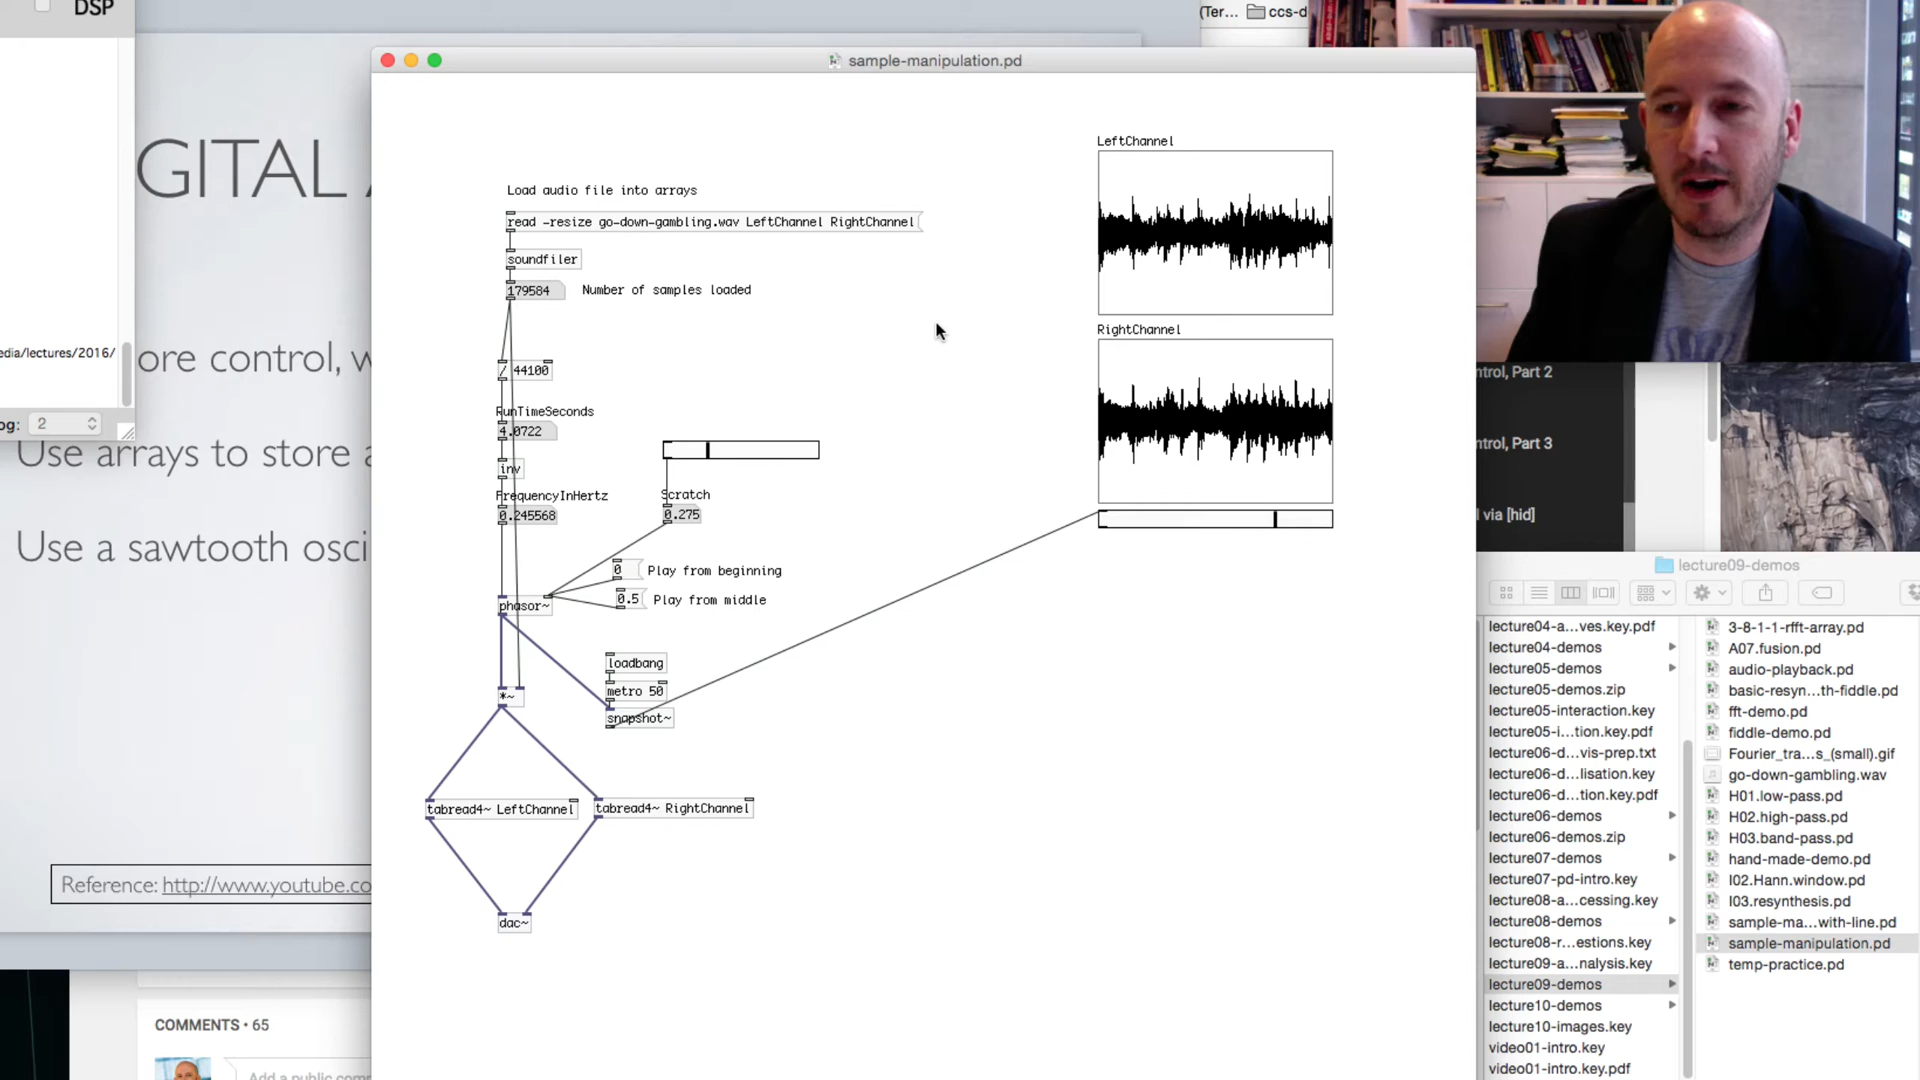 DSP
(Ter... ccs-d
sample-manipulation.pd
GITAL
LeftChannel
Load audio file into arrays
read -resize go-down-gambling.wav LeftChannel RightChannel
soundfiler
179584 Number of samples loaded
RightChannel
edia/lectures/2016/
ore control, w
/ 44100
ntrol, Part 2
RunTimeSeconds
4.0722
og: 2
Use arrays to store a
ntrol, Part 3
inv
FrequencyInHertz
0.245568
Scratch
0.275
l via [hid]
Use a sawtooth osci
0 Play from beginning
0.5 Play from middle
phasor~
loadbang
metro 50
snapshot~
*~
tabread4~ LeftChannel
tabread4~ RightChannel
dac~
Reference: http://www.youtube.co
COMMENTS • 65
Add a public comm
lecture09-demos
lecture04-a...ves.key.pdf
lecture04-demos
lecture05-demos
lecture05-demos.zip
lecture05-interaction.key
lecture05-i...tion.key.pdf
lecture06-d...vis-prep.txt
lecture06-d...lisation.key
lecture06-d...tion.key.pdf
lecture06-demos
lecture06-demos.zip
lecture07-demos
lecture07-pd-intro.key
lecture08-a...cessing.key
lecture08-demos
lecture08-r...estions.key
lecture09-a...nalysis.key
lecture09-demos
lecture10-demos
lecture10-images.key
video01-intro.key
video01-intro.key.pdf
3-8-1-1-rfft-array.pd
A07.fusion.pd
audio-playback.pd
basic-resyn...th-fiddle.pd
fft-demo.pd
fiddle-demo.pd
Fourier_tra...s_(small).gif
go-down-gambling.wav
H01.low-pass.pd
H02.high-pass.pd
H03.band-pass.pd
hand-made-demo.pd
I02.Hann.window.pd
I03.resynthesis.pd
sample-ma...with-line.pd
sample-manipulation.pd
temp-practice.pd